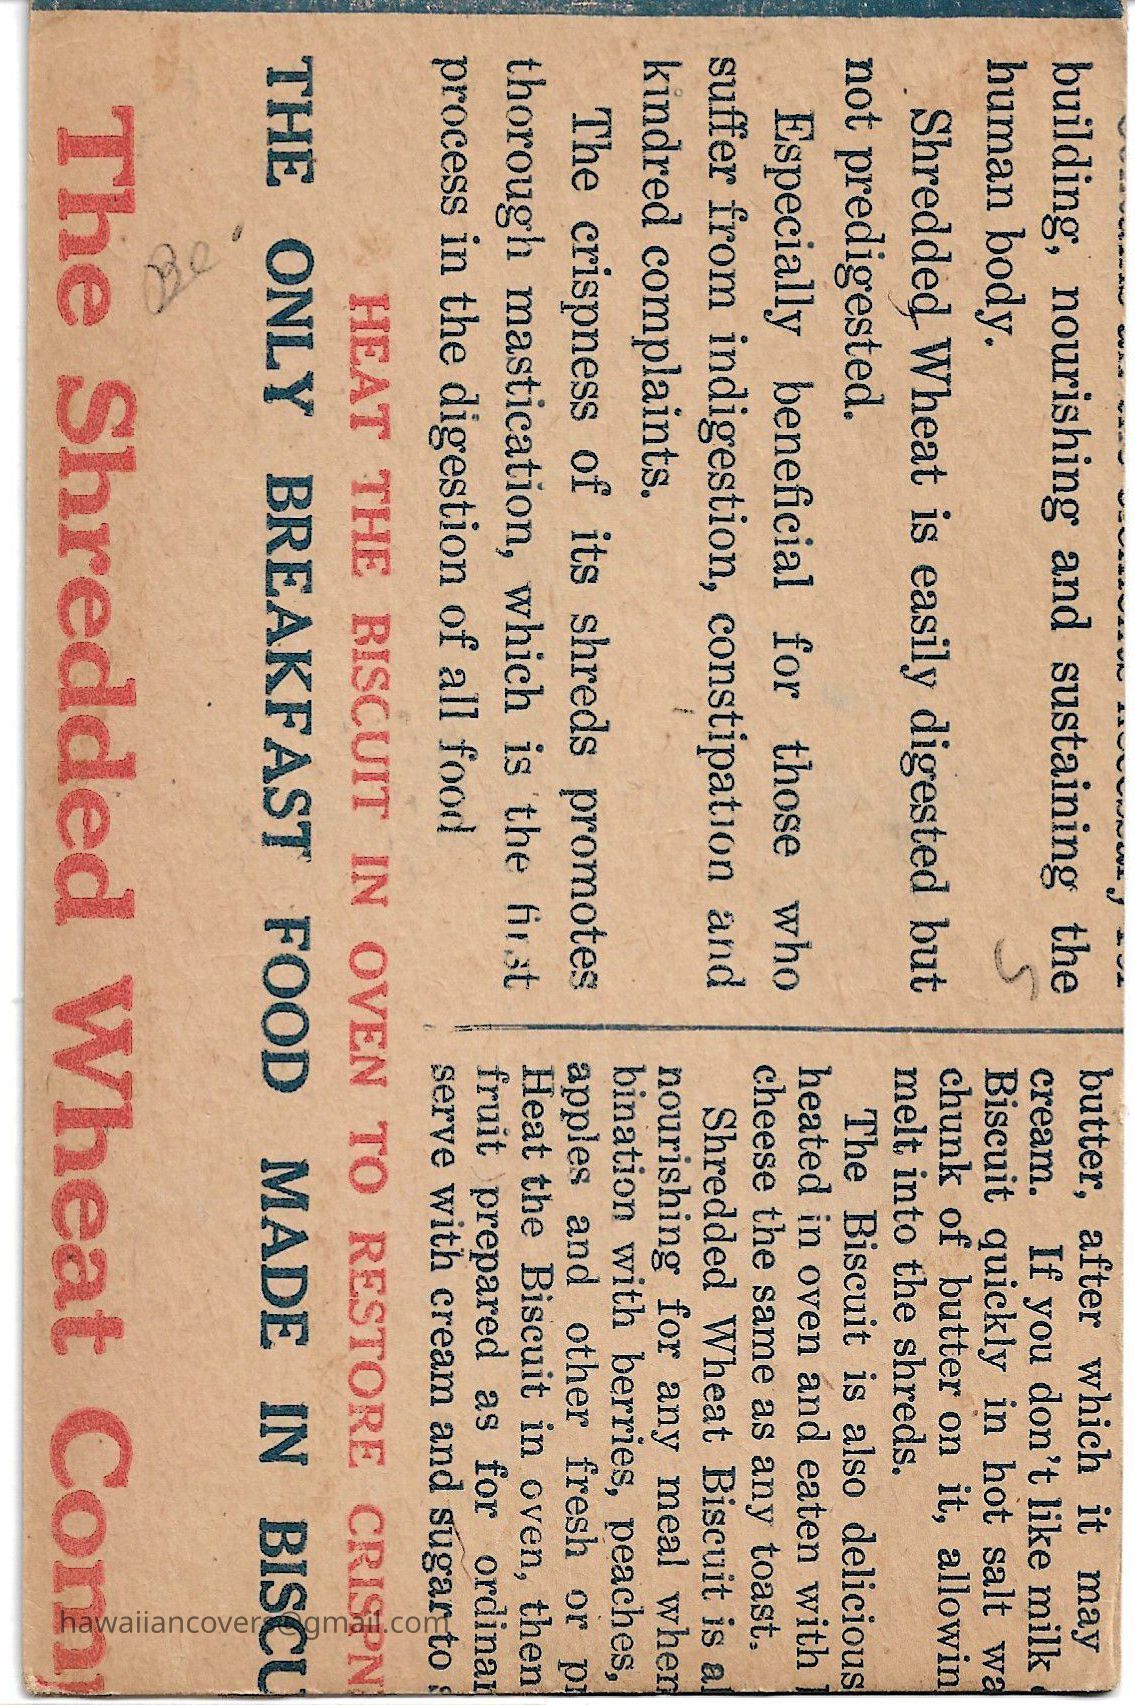 building, nourishing and sustaining the
human body.
Shredded Wheat is easily digested but
not predigested.
Especially beneficial for those who
suffer from indigestion, constipation and
kindred complaints.
The crispness of its shreds promotes
thorough mastication, which is the first
process in the digestion of all food
butter, after which it may
cream. If you don't like milk
Biscuit quickly in hot salt wa
chunk of butter on it, allowin
melt into the shreds.
The Biscuit is also delicious
heated in oven and eaten with
cheese the same as any toast.
Shredded Wheat Biscuit is al
nourishing for any meal when
bination with berries, peaches,
apples and other fresh or pr
Heat the Biscuit in oven, then
fruit prepared as for ordinar
serve with cream and sugar to s
HEAT THE BISCUIT IN OVEN TO RESTORE CRISPN
THE ONLY BREAKFAST FOOD MADE IN BISCU
Be
The Shredded Wheat Com
hawaiiancovers@gmail.com